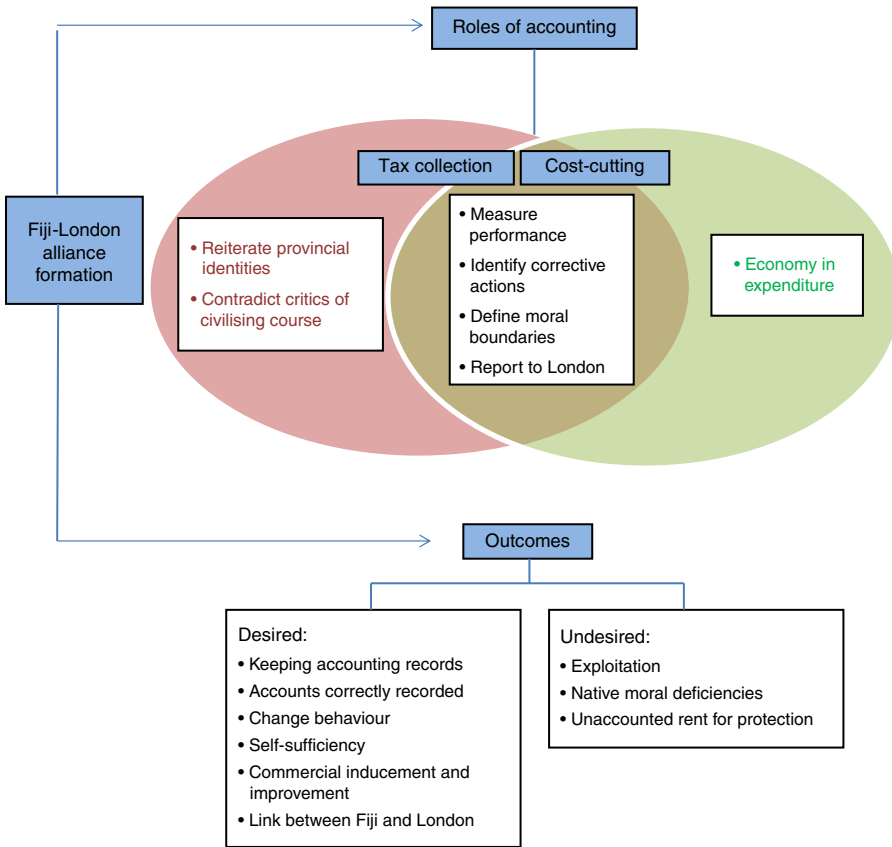 Roles of accounting
Tax collection
Cost-cutting
Fiji-London
alliance
formation
• Reiterate provincial
identities
• Contradict critics of
civilising course
• Measure
performance
• Identify corrective
actions
• Define moral
boundaries
• Report to London
• Economy in
expenditure
Outcomes
Desired:
• Keeping accounting records
• Accounts correctly recorded
• Change behaviour
• Self-sufficiency
• Commercial inducement and
improvement
• Link between Fiji and London
Undesired:
• Exploitation
• Native moral deficiencies
• Unaccounted rent for protection